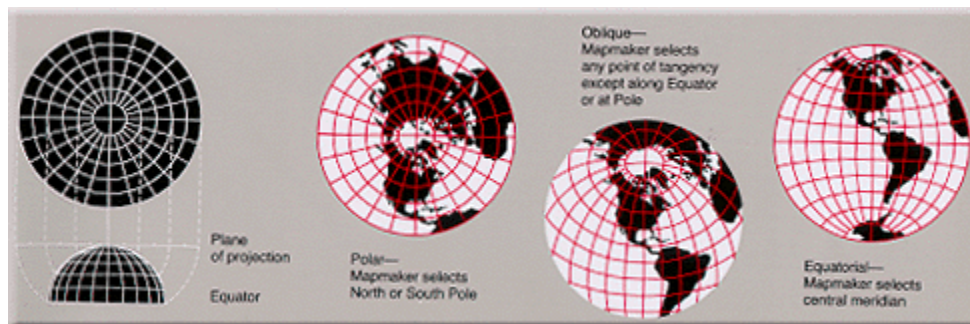 Plane
of projection
Equator
Polar—
Mapmaker selects
North or South Pole
Oblique—
Mapmaker selects
any point of tangency
except along Equator
or at Pole
Equatorial—
Mapmaker selects
central meridian